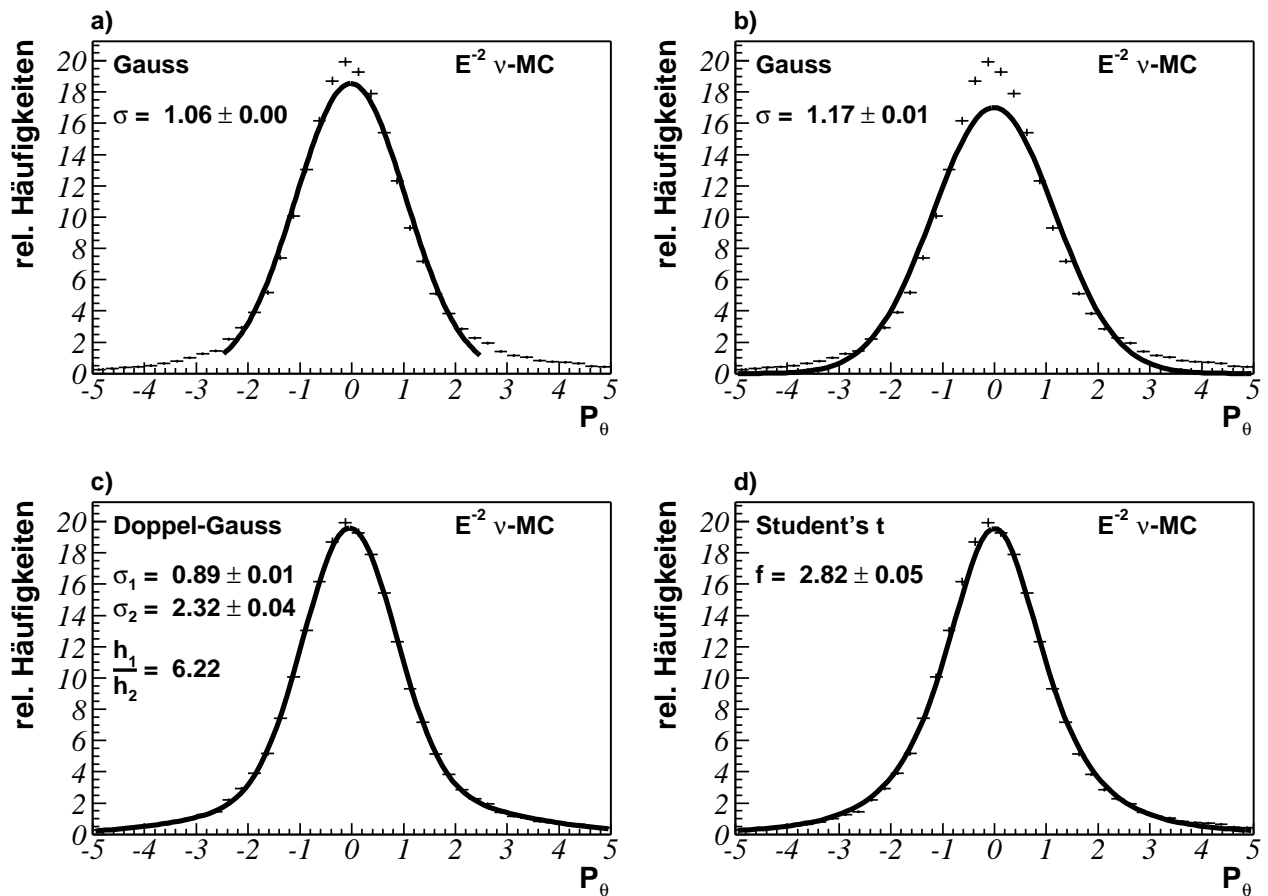 a)
Gauss
E⁻² ν-MC
σ = 1.06 ± 0.00
rel. Häufigkeiten
20
18
16
14
12
10
8
6
4
2
0
-5 -4 -3 -2 -1 0 1 2 3 4 5
P_θ
b)
Gauss
E⁻² ν-MC
σ = 1.17 ± 0.01
rel. Häufigkeiten
20
18
16
14
12
10
8
6
4
2
0
-5 -4 -3 -2 -1 0 1 2 3 4 5
P_θ
c)
Doppel-Gauss
E⁻² ν-MC
σ₁ = 0.89 ± 0.01
σ₂ = 2.32 ± 0.04
h₁
h₂ = 6.22
rel. Häufigkeiten
20
18
16
14
12
10
8
6
4
2
0
-5 -4 -3 -2 -1 0 1 2 3 4 5
P_θ
d)
Student's t
E⁻² ν-MC
f = 2.82 ± 0.05
rel. Häufigkeiten
20
18
16
14
12
10
8
6
4
2
0
-5 -4 -3 -2 -1 0 1 2 3 4 5
P_θ